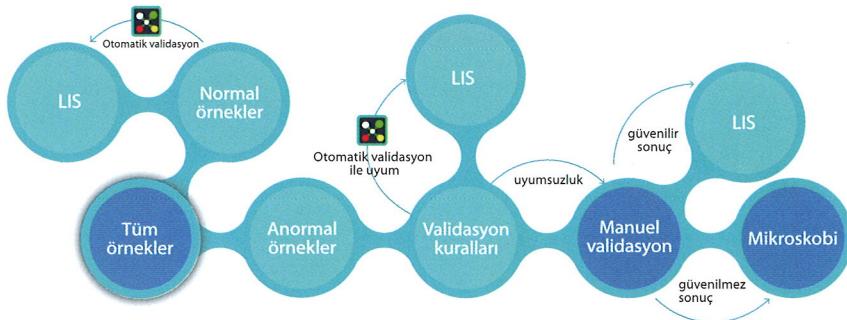 Otomatik validasyon
LIS
Normal
örnekler
Tüm
örnekler
Anormal
örnekler
Otomatik validasyon
ile uyum
LIS
Validasyon
kuralları
uyumsuzluk
Manuel
validasyon
güvenilir
sonuç
LIS
Mikroskobi
güvenilmez
sonuç